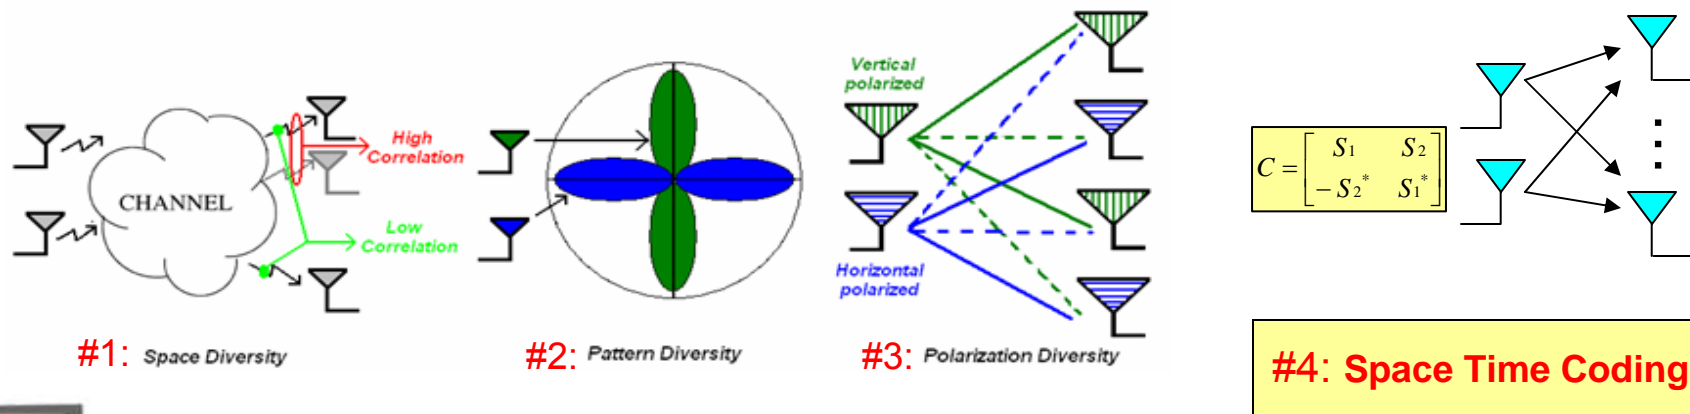 CHANNEL
High
Correlation
Low
Correlation
#1: Space Diversity
#2: Pattern Diversity
Vertical
polarized
Horizontal
polarized
#3: Polarization Diversity
C = [ S1 S2
-S2* S1* ]
#4: Space Time Coding